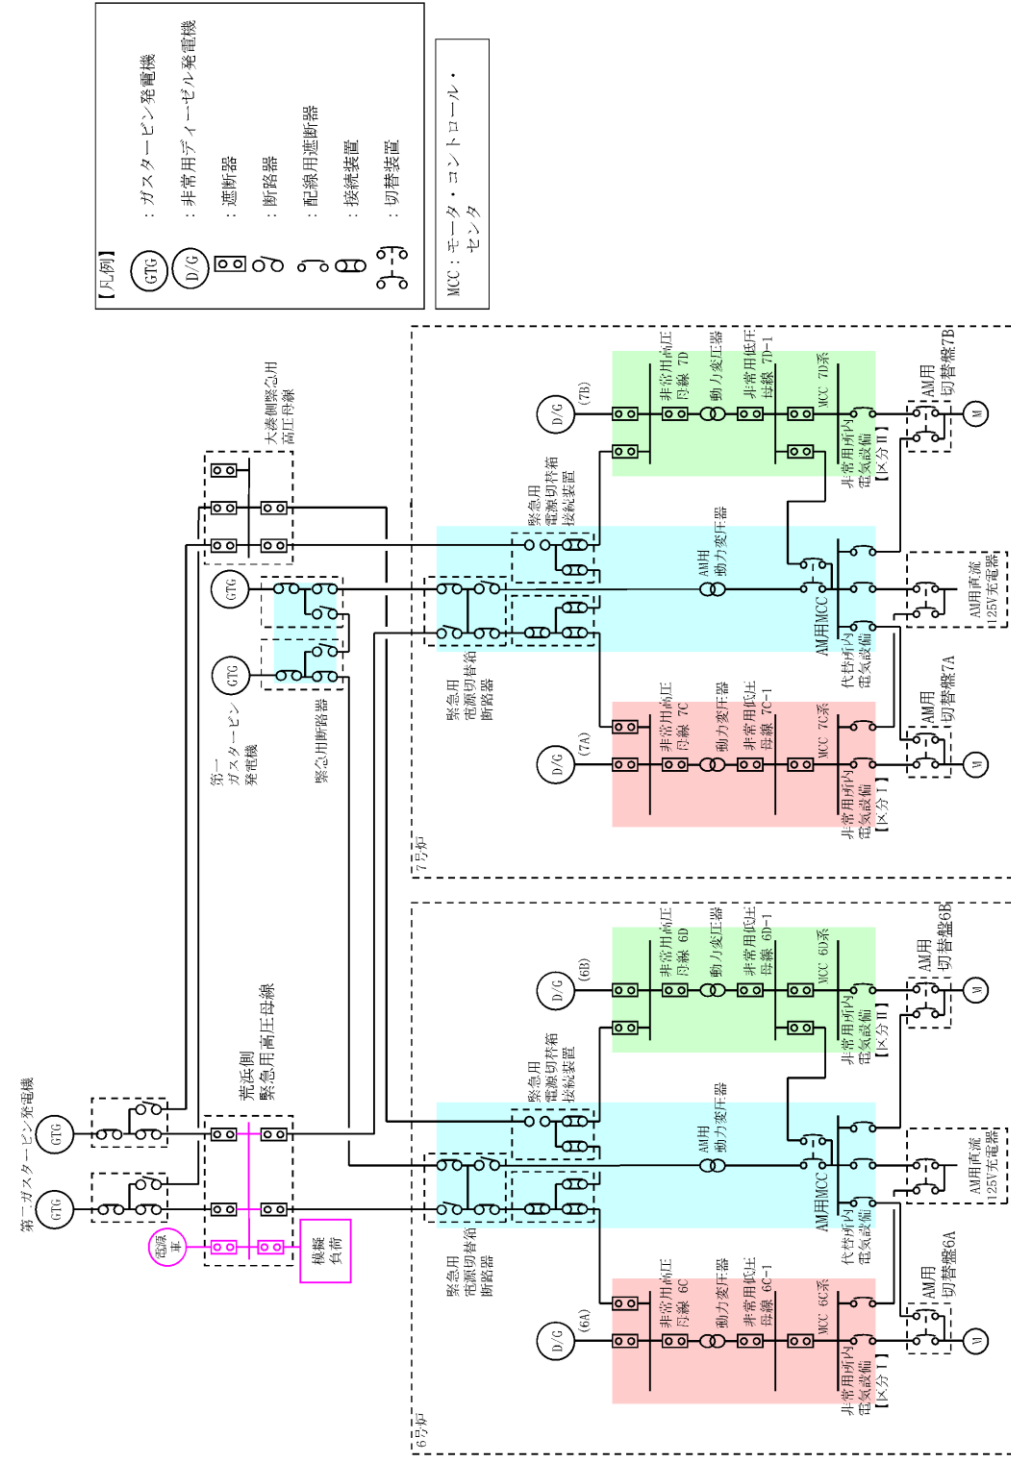 【凡例】
GTG
：ガスタービン発電機
D/G
：非常用ディーゼル発電機
：遮断器
：断路器
：配線用遮断器
：接続装置
：切替装置
MCC：モータ・コントロール・
センタ
第二ガスタービン発電機
GTG
GTG
電源
車
模擬
負荷
荒浜側
緊急用高圧母線
第一
ガスタービン
発電機
GTG
GTG
緊急用断路器
大湊側緊急用
高圧母線
6号炉
緊急用
電源切替箱
断路器
緊急用
電源切替箱
接続装置
D/G
(6A)
非常用高圧
母線 6C
動力変圧器
非常用低圧
母線 6C-1
MCC 6C系
非常用所内
電気設備
【区分Ⅰ】
AM用
切替盤6A
M
AM用
動力変圧器
AM用MCC
代替所内
電気設備
AM用直流
125V充電器
D/G
(6B)
非常用高圧
母線 6D
動力変圧器
非常用低圧
母線 6D-1
MCC 6D系
非常用所内
電気設備
【区分Ⅱ】
AM用
切替盤6B
M
7号炉
緊急用
電源切替箱
断路器
緊急用
電源切替箱
接続装置
D/G
(7A)
非常用高圧
母線 7C
動力変圧器
非常用低圧
母線 7C-1
MCC 7C系
非常用所内
電気設備
【区分Ⅰ】
AM用
切替盤7A
M
AM用
動力変圧器
AM用MCC
代替所内
電気設備
AM用直流
125V充電器
D/G
(7B)
非常用高圧
母線 7D
動力変圧器
非常用低圧
母線 7D-1
MCC 7D系
非常用所内
電気設備
【区分Ⅱ】
AM用
切替盤7B
M